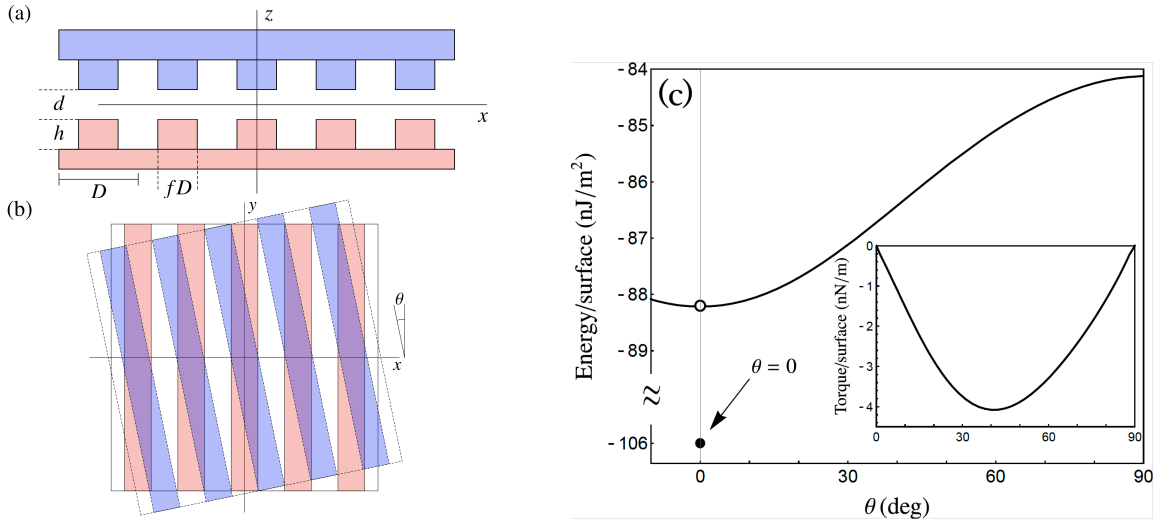 (a)
z
d
x
h
D
fD
(b)
y
θ
x
(c)
Energy/surface (nJ/m²)
-84
-85
-86
-87
-88
-89
≈
-106
0
30
60
90
θ (deg)
θ = 0
Torque/surface (nN/m)
0
-1
-2
-3
-4
0
30
60
90